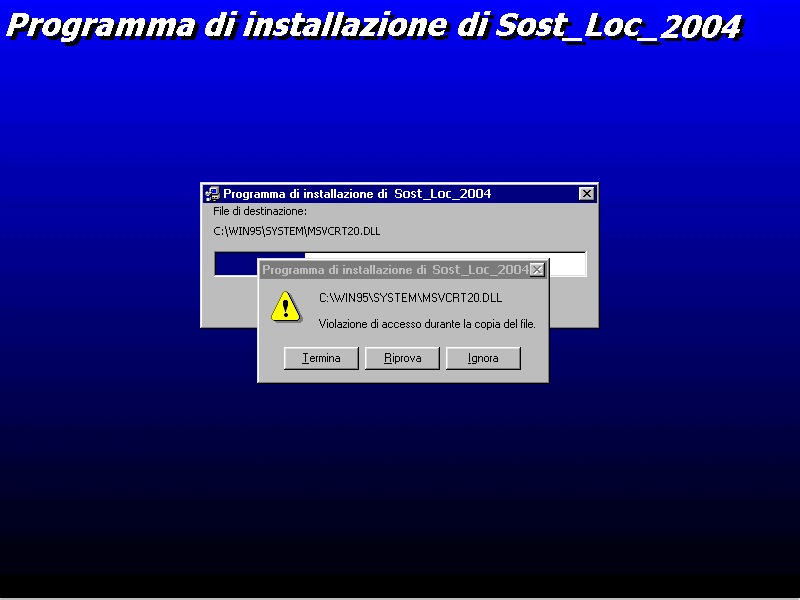 Programma di installazione di Sost_Loc_2004
Programma di installazione di Sost_Loc_2004
File di destinazione:
C:\WIN95\SYSTEM\MSVCRT20.DLL
Programma di installazione di Sost_Loc_2004
C:\WIN95\SYSTEM\MSVCRT20.DLL
Violazione di accesso durante la copia del file.
Termina Riprova Ignora